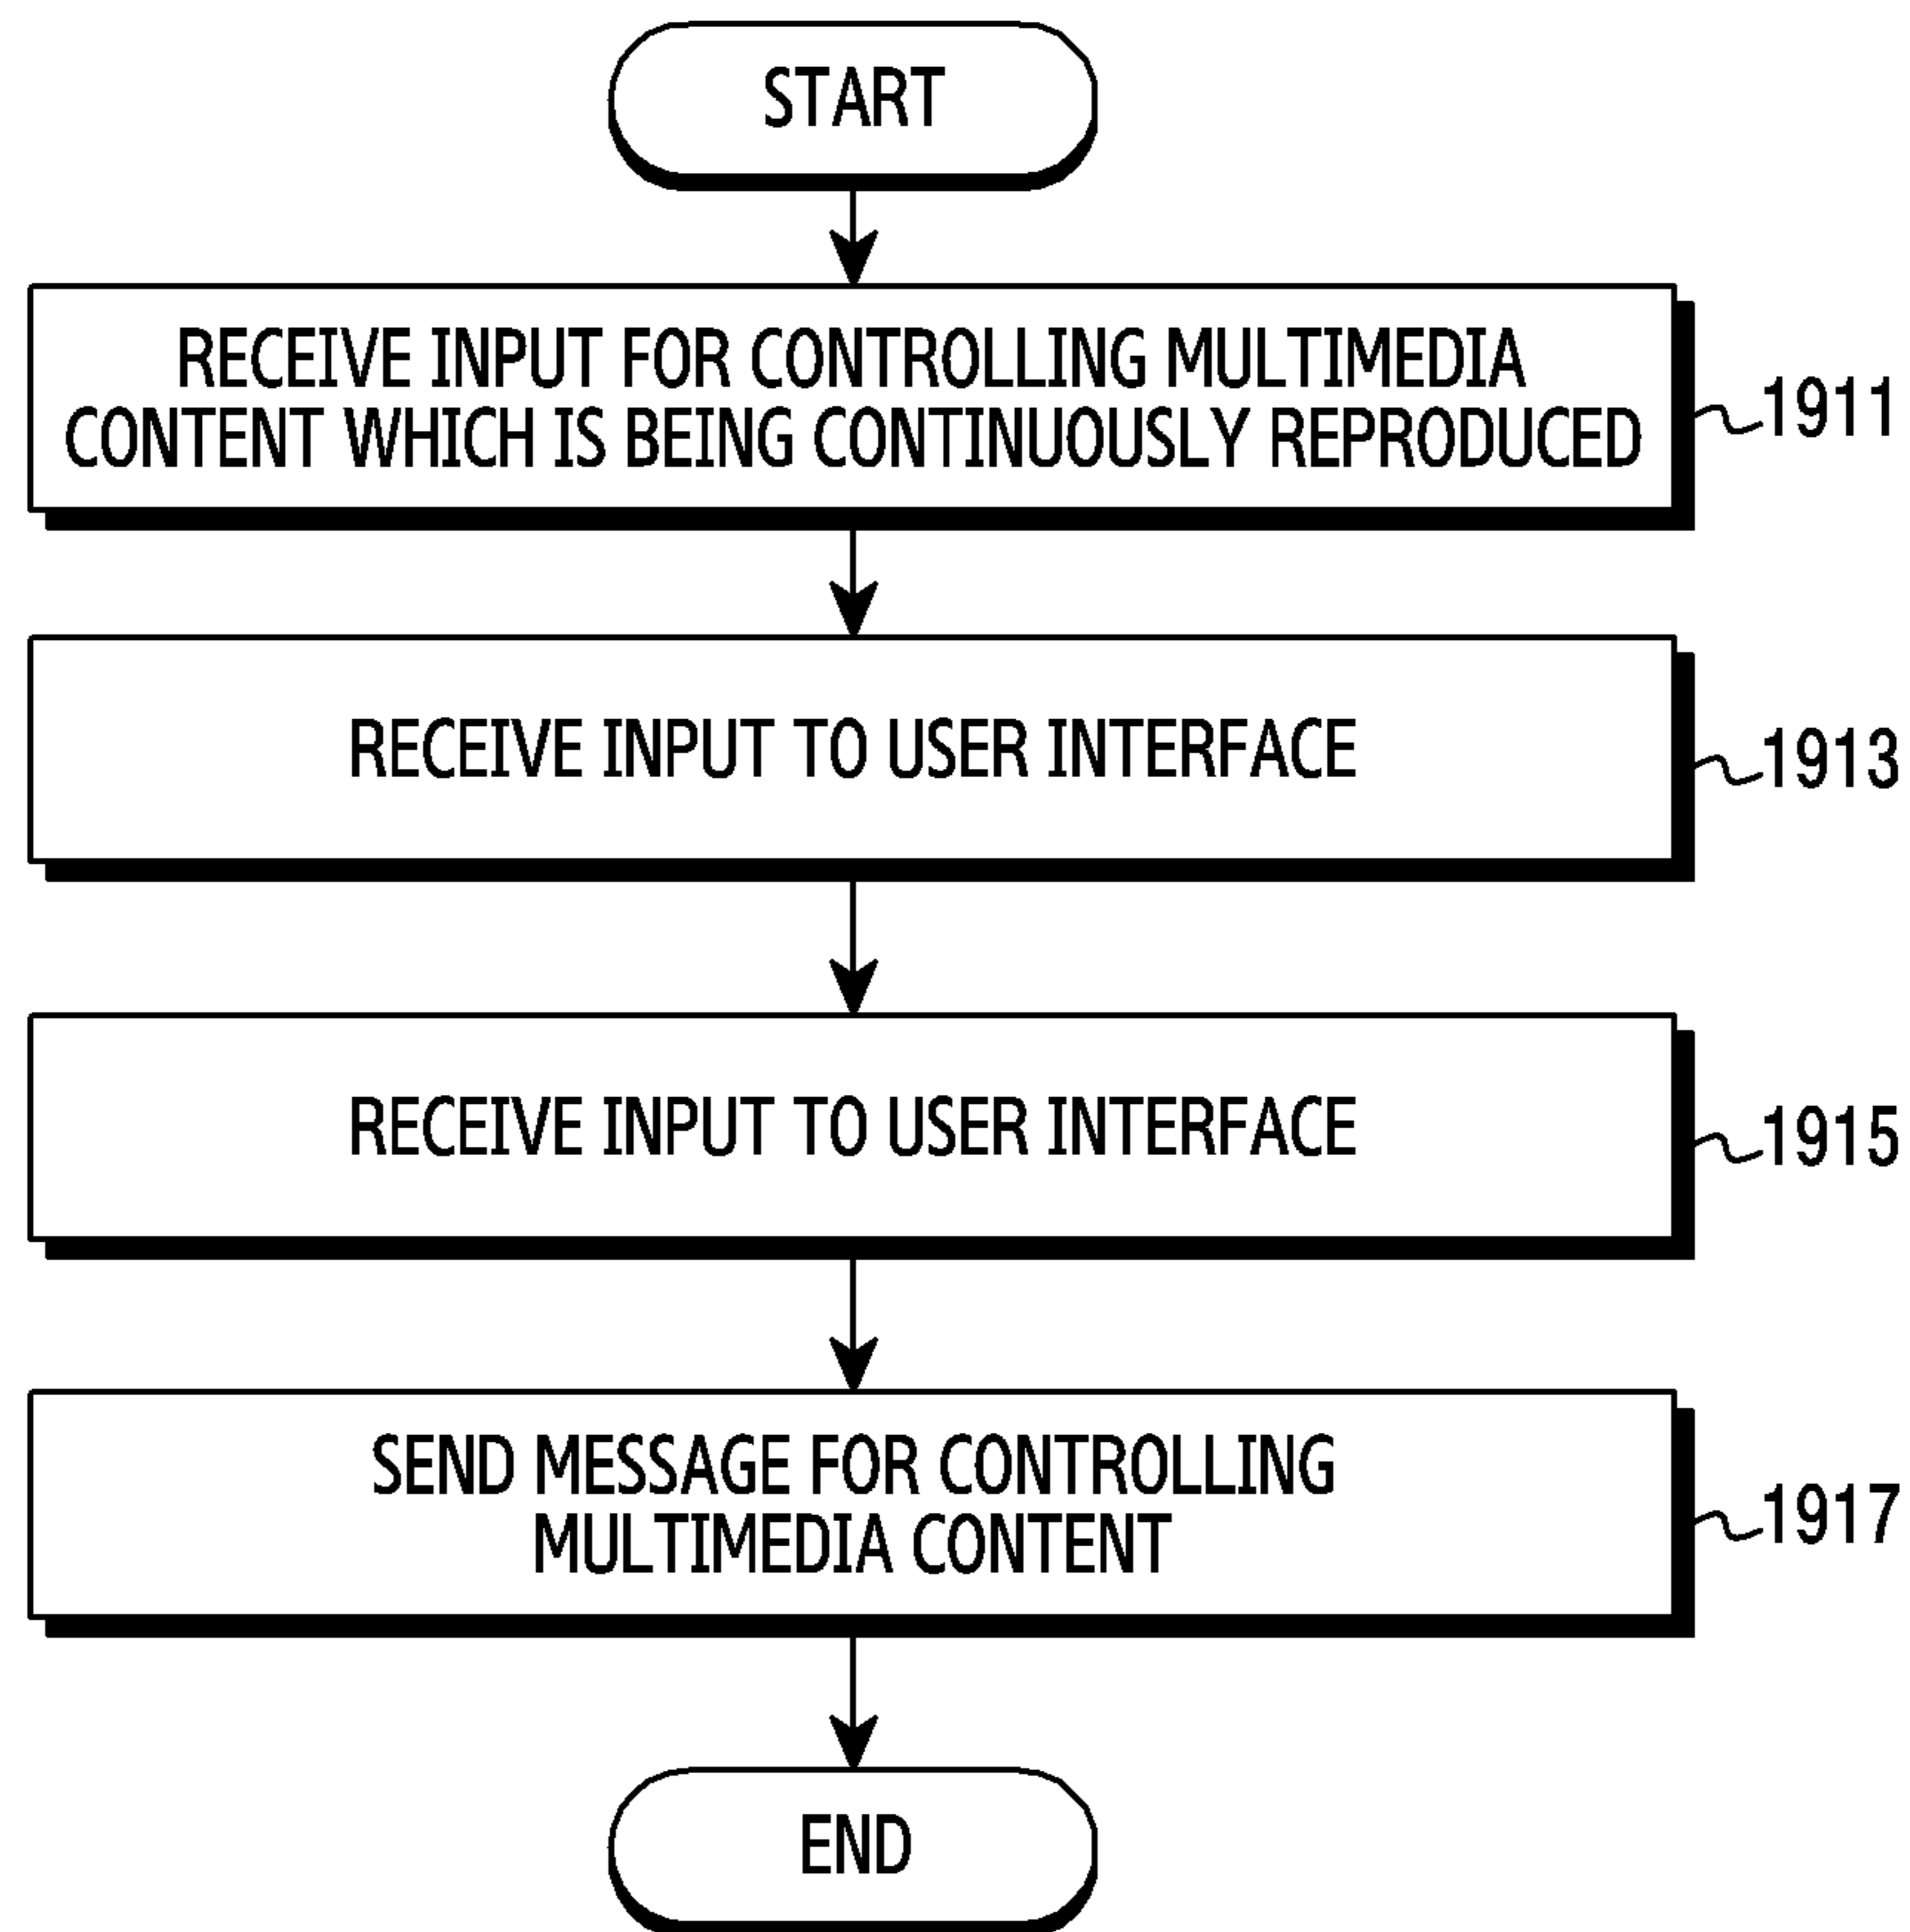 START
RECEIVE INPUT FOR CONTROLLING MULTIMEDIA
CONTENT WHICH IS BEING CONTINUOUSLY REPRODUCED
1911
RECEIVE INPUT TO USER INTERFACE
1913
RECEIVE INPUT TO USER INTERFACE
1915
SEND MESSAGE FOR CONTROLLING
MULTIMEDIA CONTENT
1917
END